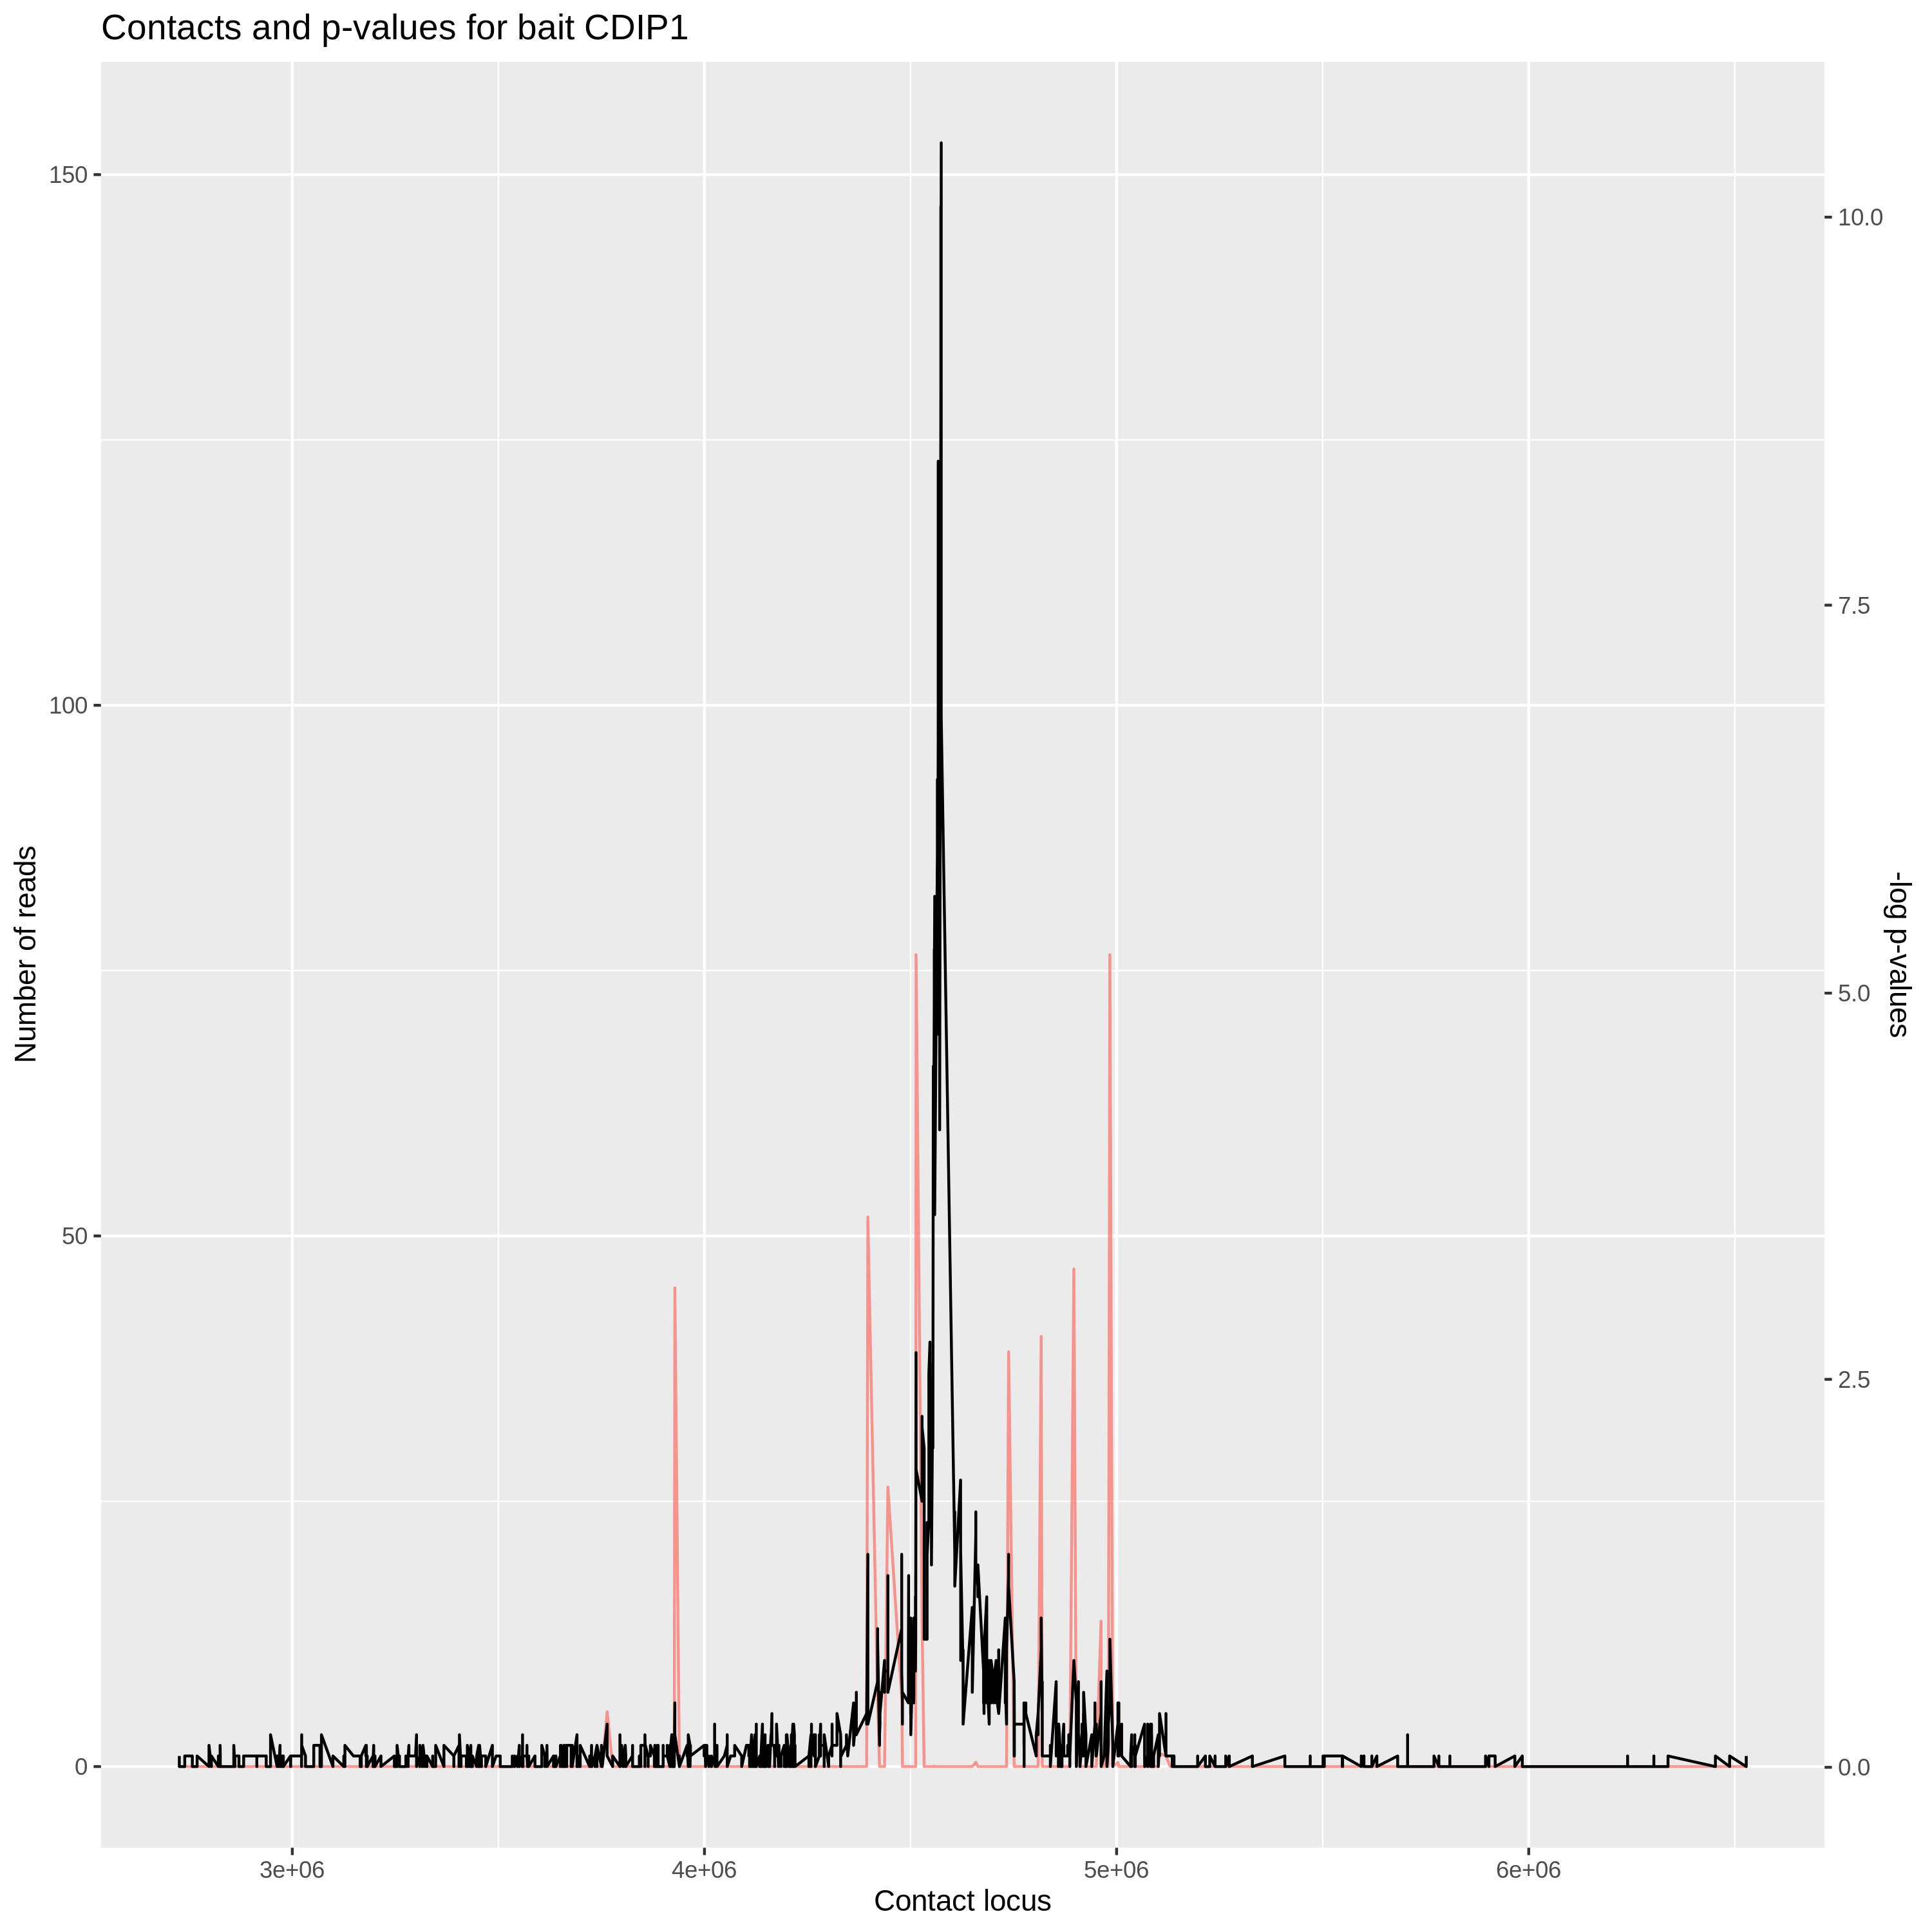 Contacts and p-values for bait CDIP1
150
100
50
0
Number of reads
10.0
7.5
5.0
2.5
0.0
-log p-values
3e+06
4e+06
5e+06
6e+06
Contact locus